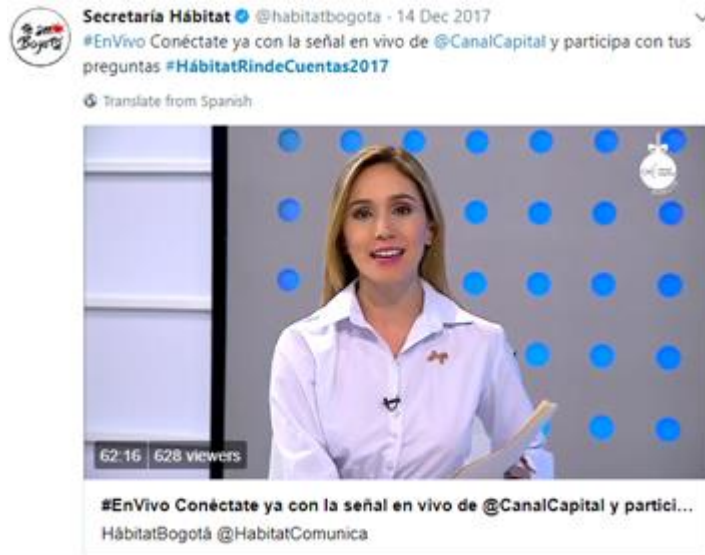 Secretaría Hábitat @habitatbogota · 14 Dec 2017
#EnVivo Conéctate ya con la señal en vivo de @CanalCapital y participa con tus
preguntas #HábitatRindeCuentas2017
Translate from Spanish
Bogotá
62:16 628 viewers
#EnVivo Conéctate ya con la señal en vivo de @CanalCapital y partici...
HábitatBogotá @HabitatComunica